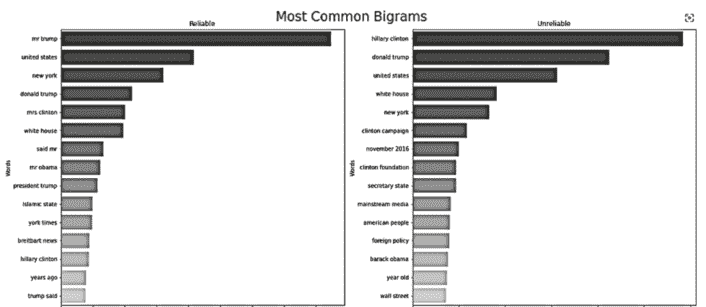 Most Common Bigrams
Reliable
mr trump
united states
new york
donald trump
mrs clinton
white house
said mr
mr obama
president trump
islamic state
york times
breitbart news
hillary clinton
years ago
trump said
Words
Unreliable
hillary clinton
donald trump
united states
white house
new york
clinton campaign
november 2016
clinton foundation
secretary state
mainstream media
american people
foreign policy
barack obama
year old
wall street
Words